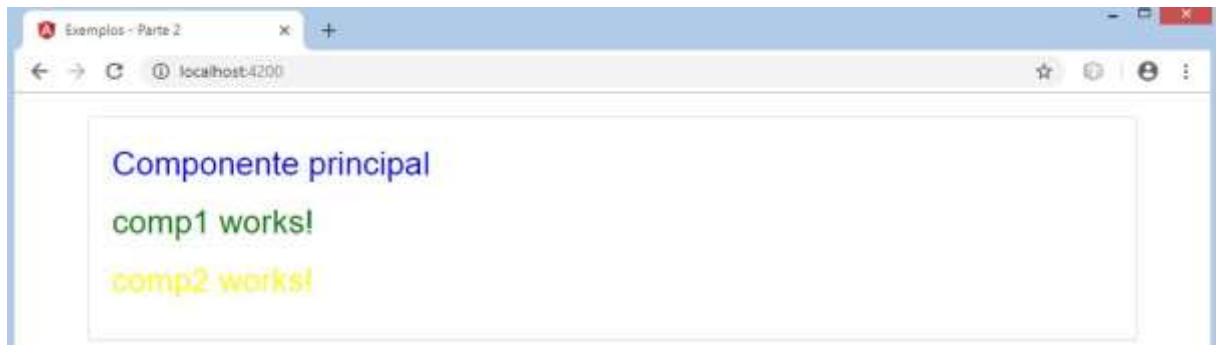 Exemplos - Parte 2
localhost:4200
Componente principal
comp1 works!
comp2 works!